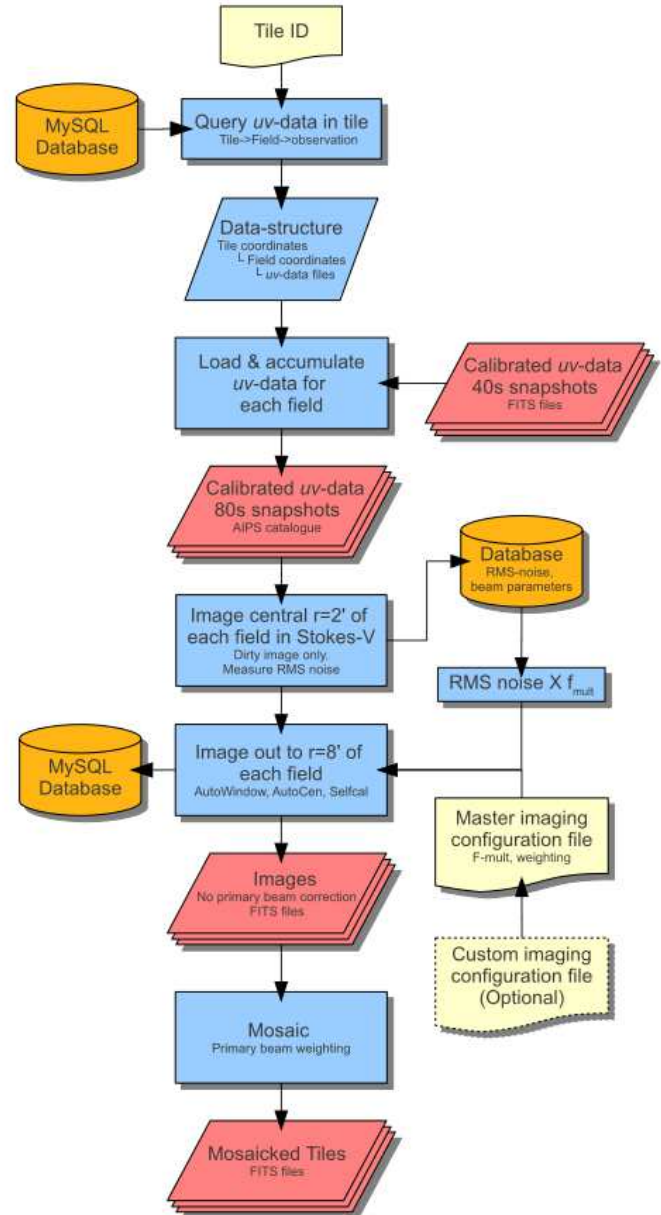 Tile ID
MySQL
Database
Query uv-data in tile
Tile->Field->observation
Data-structure
Tile coordinates
└ Field coordinates
└ uv-data files
Load & accumulate
uv-data for
each field
Calibrated uv-data
40s snapshots
FITS files
Calibrated uv-data
80s snapshots
AIPS catalogue
Database
RMS-noise,
beam parameters
Image central r=2' of
each field in Stokes-V
Dirty image only,
Measure RMS noise
RMS noise X fmult
MySQL
Database
Image out to r=8' of
each field
AutoWindow, AutoCen, Selfcal
Master imaging
configuration file
F-mult, weighting
Images
No primary beam correction
FITS files
Custom imaging
configuration file
(Optional)
Mosaic
Primary beam weighting
Mosaicked Tiles
FITS files